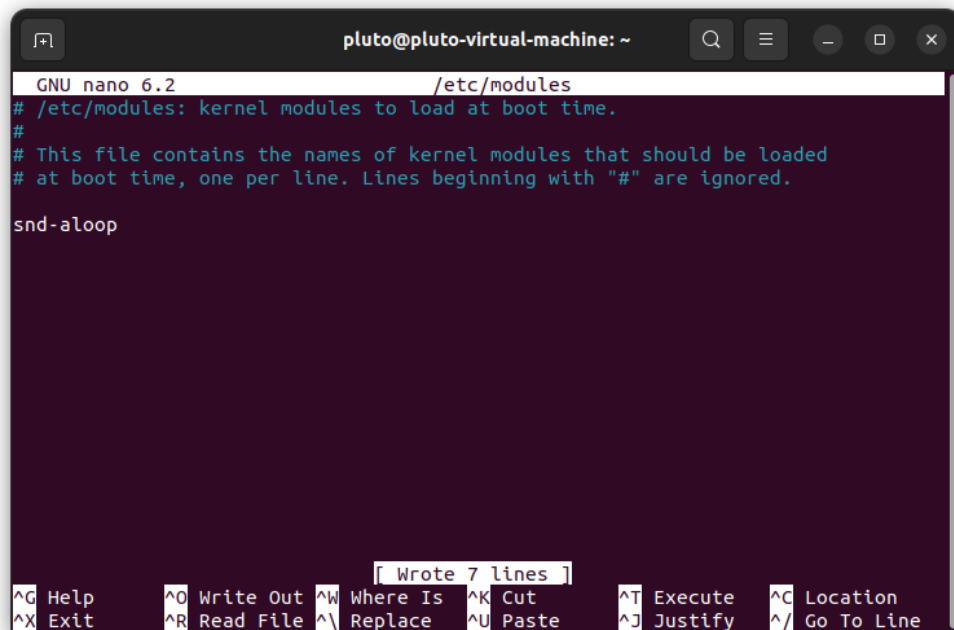 pluto@pluto-virtual-machine: ~
GNU nano 6.2 /etc/modules
# /etc/modules: kernel modules to load at boot time.
#
# This file contains the names of kernel modules that should be loaded
# at boot time, one per line. Lines beginning with "#" are ignored.
snd-aloop
[ Wrote 7 lines ]
^G Help ^O Write Out ^W Where Is ^K Cut ^T Execute ^C Location
^X Exit ^R Read File ^\ Replace ^U Paste ^J Justify ^/ Go To Line